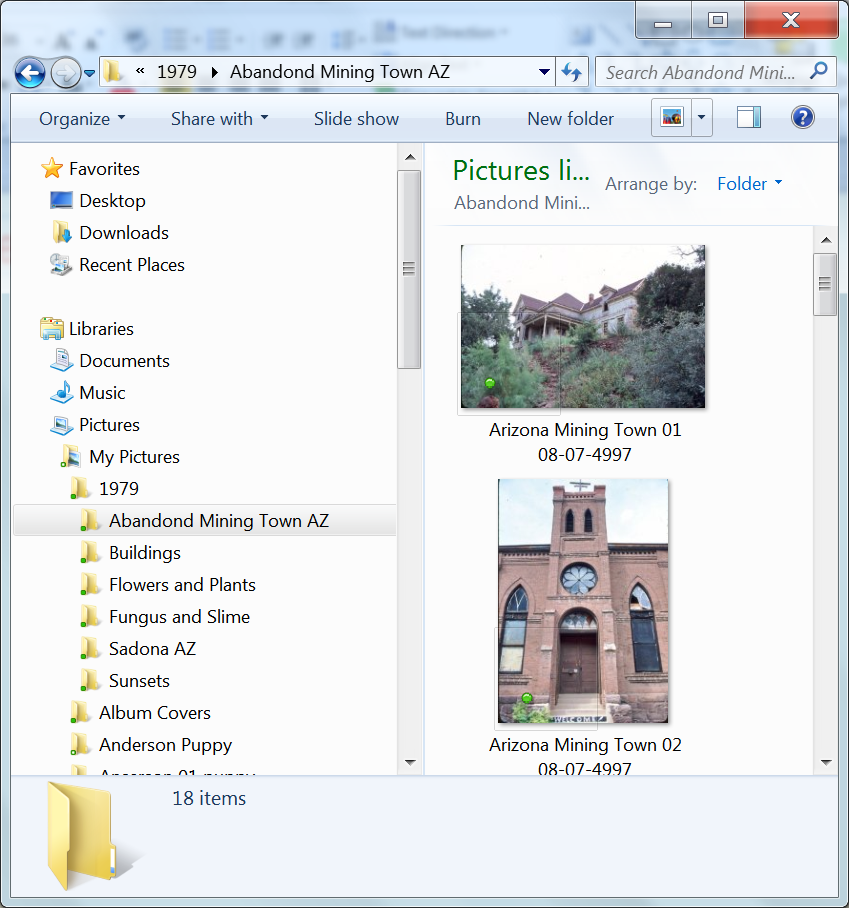 Text Direction
« 1979 Abandond Mining Town AZ
Search Abandond Mini...
Organize Share with Slide show Burn New folder
Favorites
Desktop
Downloads
Recent Places
Libraries
Documents
Music
Pictures
My Pictures
1979
Abandond Mining Town AZ
Buildings
Flowers and Plants
Fungus and Slime
Sadona AZ
Sunsets
Album Covers
Anderson Puppy
Pictures li...
Abandond Mini...
Arrange by: Folder
Arizona Mining Town 01
08-07-4997
WELCOME
Arizona Mining Town 02
08-07-4997
18 items